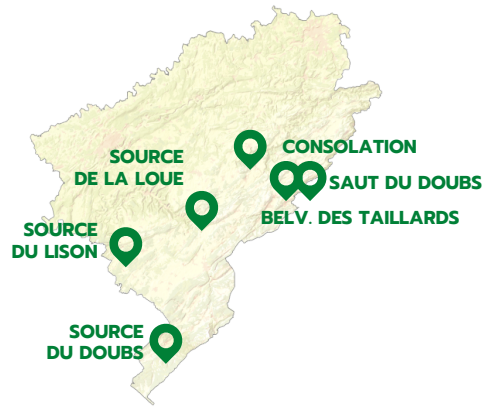 CONSOLATION
SOURCE
DE LA LOUE
SAUT DU DOUBS
BELV. DES TAILLARDS
SOURCE
DU LISON
SOURCE
DU DOUBS